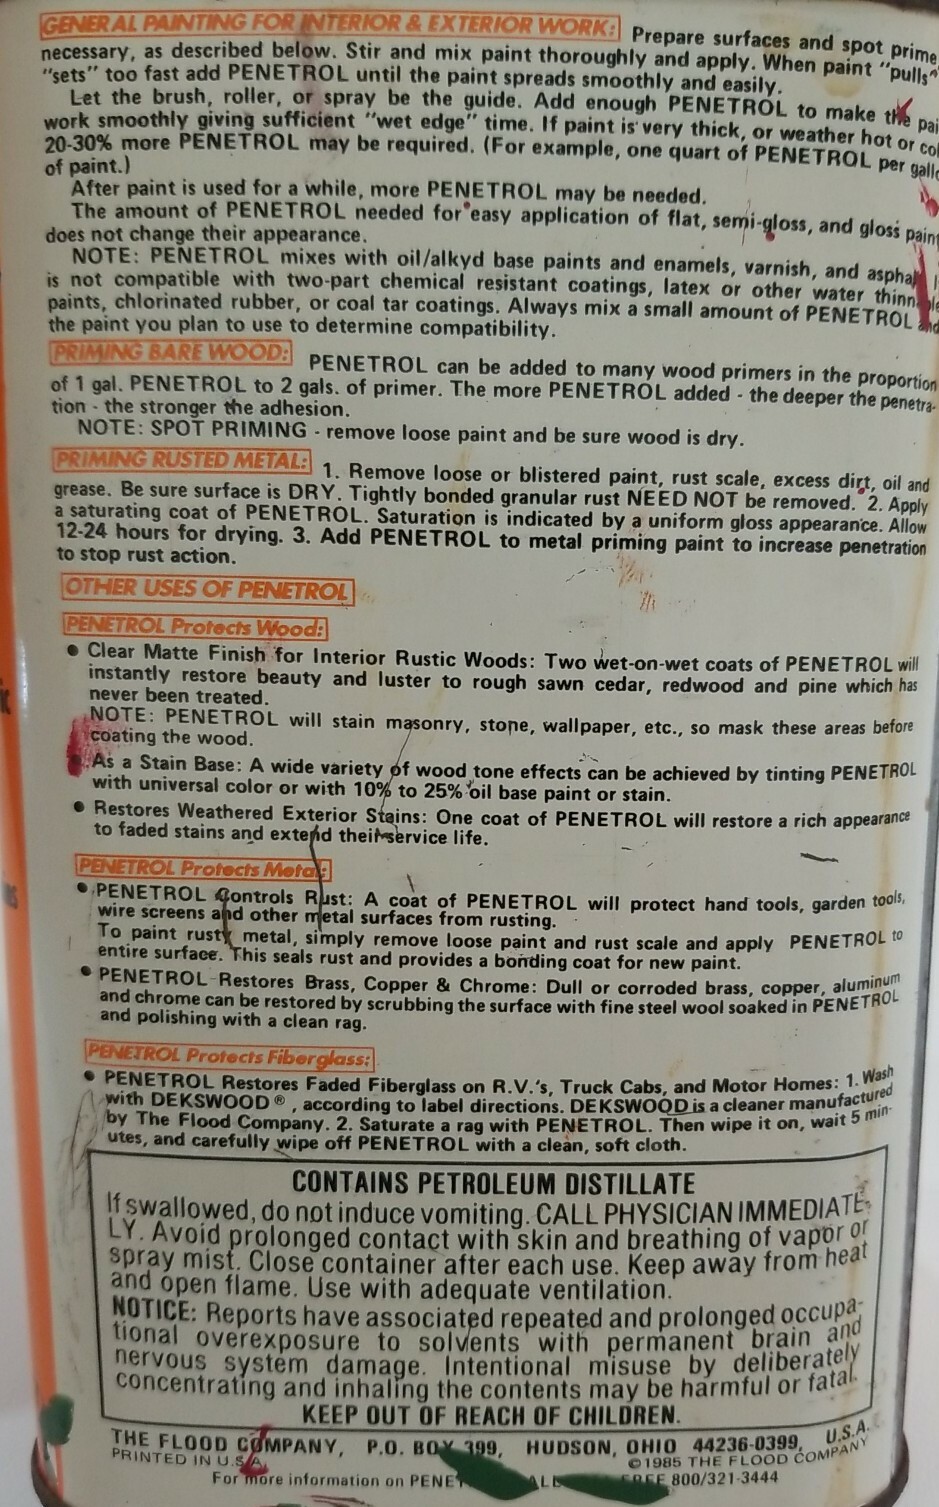 GENERAL PAINTING FOR INTERIOR & EXTERIOR WORK: Prepare surfaces and spot prime
necessary, as described below. Stir and mix paint thoroughly and apply. When paint "pulls"
"sets" too fast add PENETROL until the paint spreads smoothly and easily.
Let the brush, roller, or spray be the guide. Add enough PENETROL to make the pai
work smoothly giving sufficient "wet edge" time. If paint is very thick, or weather hot or col
20-30% more PENETROL may be required. (For example, one quart of PENETROL per gallo
of paint.)
After paint is used for a while, more PENETROL may be needed.
The amount of PENETROL needed for easy application of flat, semi-gloss, and gloss paint
does not change their appearance.
NOTE: PENETROL mixes with oil/alkyd base paints and enamels, varnish, and asphal
is not compatible with two-part chemical resistant coatings, latex or other water thinn
paints, chlorinated rubber, or coal tar coatings. Always mix a small amount of PENETROL and
the paint you plan to use to determine compatibility.
PRIMING BARE WOOD: PENETROL can be added to many wood primers in the proportion
of 1 gal. PENETROL to 2 gals. of primer. The more PENETROL added - the deeper the penetra-
tion - the stronger the adhesion.
NOTE: SPOT PRIMING - remove loose paint and be sure wood is dry.
PRIMING RUSTED METAL: 1. Remove loose or blistered paint, rust scale, excess dirt, oil and
grease. Be sure surface is DRY. Tightly bonded granular rust NEED NOT be removed. 2. Apply
a saturating coat of PENETROL. Saturation is indicated by a uniform gloss appearance. Allow
12-24 hours for drying. 3. Add PENETROL to metal priming paint to increase penetration
to stop rust action.
OTHER USES OF PENETROL
PENETROL Protects Wood:
• Clear Matte Finish for Interior Rustic Woods: Two wet-on-wet coats of PENETROL will
instantly restore beauty and luster to rough sawn cedar, redwood and pine which has
never been treated.
NOTE: PENETROL will stain masonry, stone, wallpaper, etc., so mask these areas before
coating the wood.
• As a Stain Base: A wide variety of wood tone effects can be achieved by tinting PENETROL
with universal color or with 10% to 25% oil base paint or stain.
• Restores Weathered Exterior Stains: One coat of PENETROL will restore a rich appearance
to faded stains and extend their service life.
PENETROL Protects Metal:
• PENETROL Controls Rust: A coat of PENETROL will protect hand tools, garden tools,
wire screens and other metal surfaces from rusting.
To paint rusty metal, simply remove loose paint and rust scale and apply PENETROL to
entire surface. This seals rust and provides a bonding coat for new paint.
• PENETROL Restores Brass, Copper & Chrome: Dull or corroded brass, copper, aluminum
and chrome can be restored by scrubbing the surface with fine steel wool soaked in PENETROL
and polishing with a clean rag.
PENETROL Protects Fiberglass:
• PENETROL Restores Faded Fiberglass on R.V.'s, Truck Cabs, and Motor Homes: 1. Wash
with DEKSWOOD®, according to label directions. DEKSWOOD is a cleaner manufactured
by The Flood Company. 2. Saturate a rag with PENETROL. Then wipe it on, wait 5 min-
utes, and carefully wipe off PENETROL with a clean, soft cloth.
CONTAINS PETROLEUM DISTILLATE
If swallowed, do not induce vomiting. CALL PHYSICIAN IMMEDIATE-
LY. Avoid prolonged contact with skin and breathing of vapor or
spray mist. Close container after each use. Keep away from heat
and open flame. Use with adequate ventilation.
NOTICE: Reports have associated repeated and prolonged occupa-
tional overexposure to solvents with permanent brain and
nervous system damage. Intentional misuse by deliberately
concentrating and inhaling the contents may be harmful or fatal.
KEEP OUT OF REACH OF CHILDREN.
THE FLOOD COMPANY, P.O. BOX 399, HUDSON, OHIO 44236-0399, U.S.A.
PRINTED IN U.S.A. ©1985 THE FLOOD COMPANY
For more information on PENET ALL FREE 800/321-3444